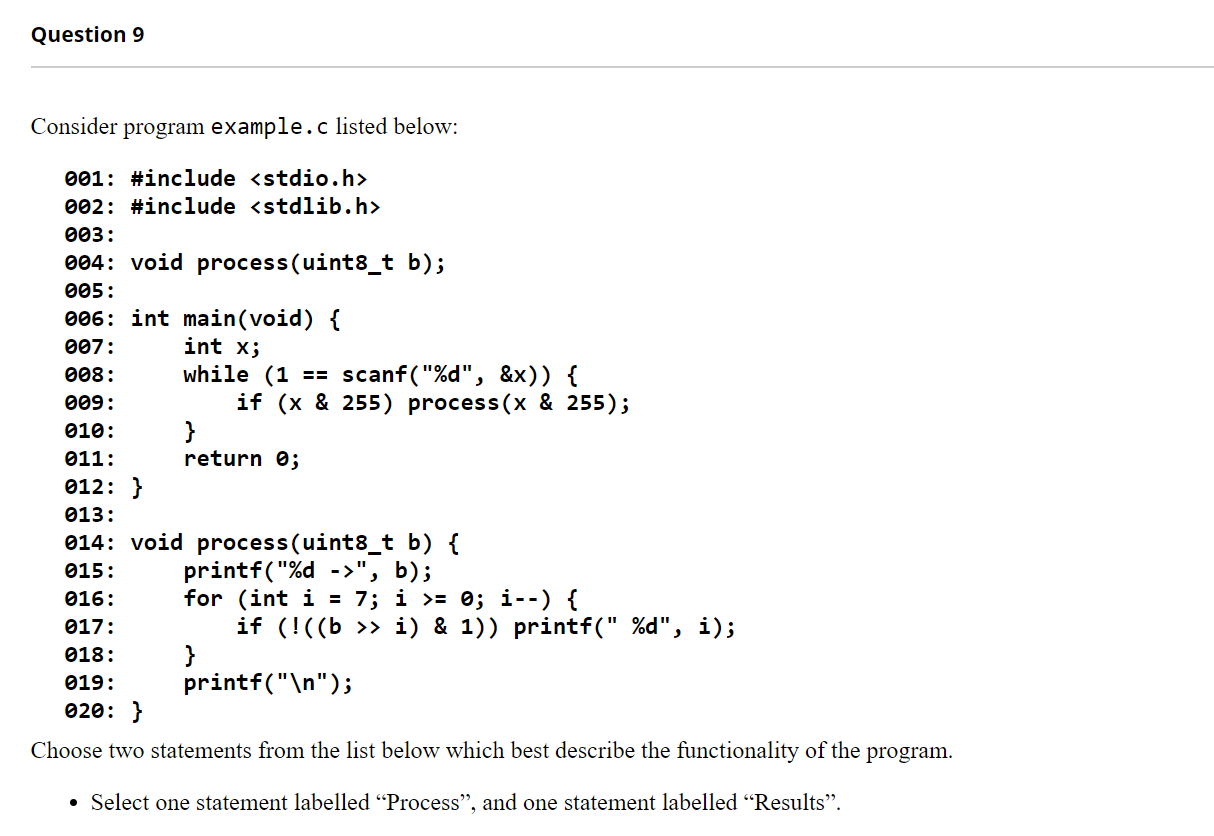 Question 9
Consider program example.c listed below:
001: #include <stdio.h>
002: #include <stdlib.h>
003:
004: void process(uint8_t b);
005:
006: int main(void) {
007:     int x;
008:     while (1 == scanf("%d", &x)) {
009:         if (x & 255) process(x & 255);
010:     }
011:     return 0;
012: }
013:
014: void process(uint8_t b) {
015:     printf("%d ->", b);
016:     for (int i = 7; i >= 0; i--) {
017:         if (!((b >> i) & 1)) printf(" %d", i);
018:     }
019:     printf("\n");
020: }
Choose two statements from the list below which best describe the functionality of the program.
• Select one statement labelled “Process”, and one statement labelled “Results”.